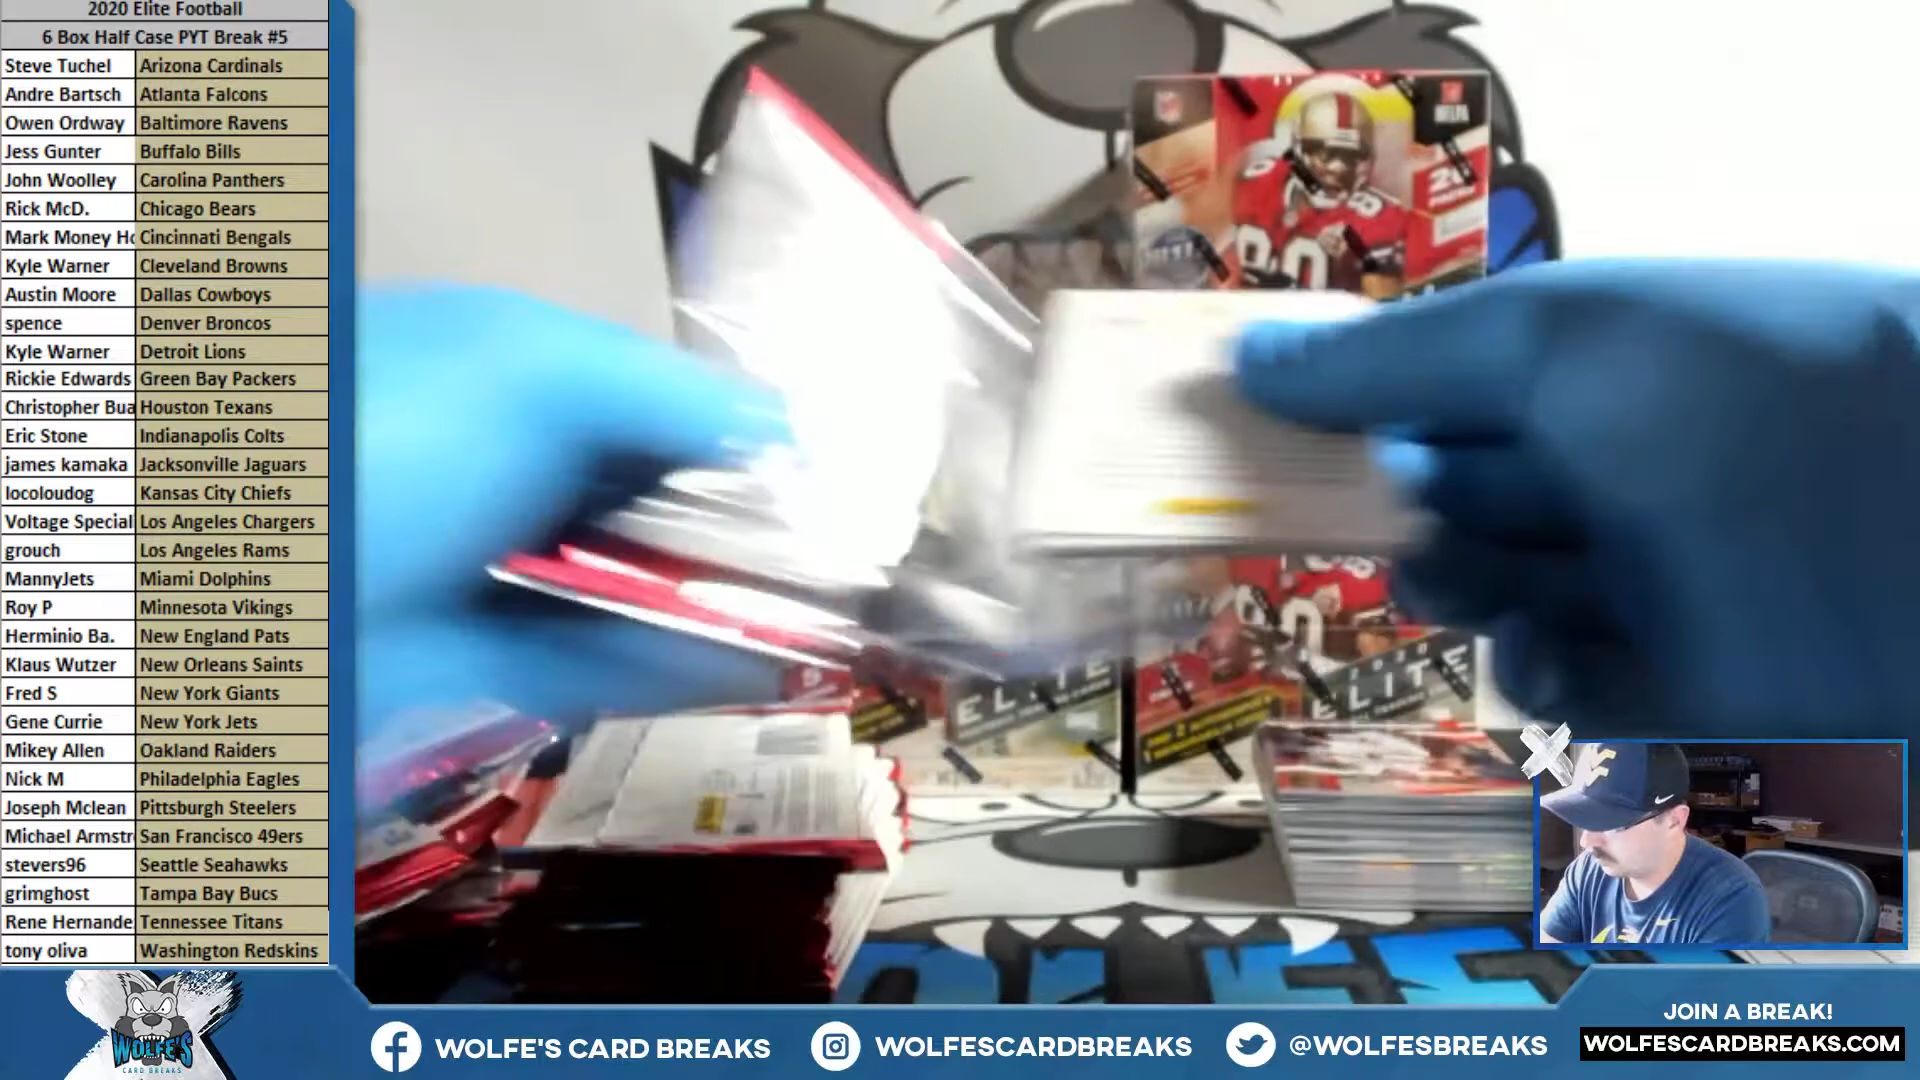 2020 Elite Football
6 Box Half Case PYT Break #5
Steve Tuchel Arizona Cardinals
Andre Bartsch Atlanta Falcons
Owen Ordway Baltimore Ravens
Jess Gunter Buffalo Bills
John Woolley Carolina Panthers
Rick McD. Chicago Bears
Mark Money Ho Cincinnati Bengals
Kyle Warner Cleveland Browns
Austin Moore Dallas Cowboys
spence Denver Broncos
Kyle Warner Detroit Lions
Rickie Edwards Green Bay Packers
Christopher Bua Houston Texans
Eric Stone Indianapolis Colts
james kamaka Jacksonville Jaguars
locoloudog Kansas City Chiefs
Voltage Special Los Angeles Chargers
grouch Los Angeles Rams
MannyJets Miami Dolphins
Roy P Minnesota Vikings
Herminio Ba. New England Pats
Klaus Wutzer New Orleans Saints
Fred S New York Giants
Gene Currie New York Jets
Mikey Allen Oakland Raiders
Nick M Philadelphia Eagles
Joseph Mclean Pittsburgh Steelers
Michael Armstr San Francisco 49ers
stevers96 Seattle Seahawks
grimghost Tampa Bay Bucs
Rene Hernande Tennessee Titans
tony oliva Washington Redskins
ELITE
2020
ELITE
WOLFE'S
CARD BREAKS
WOLFE'S CARD BREAKS
WOLFESCARDBREAKS
@WOLFESBREAKS
JOIN A BREAK!
WOLFESCARDBREAKS.COM